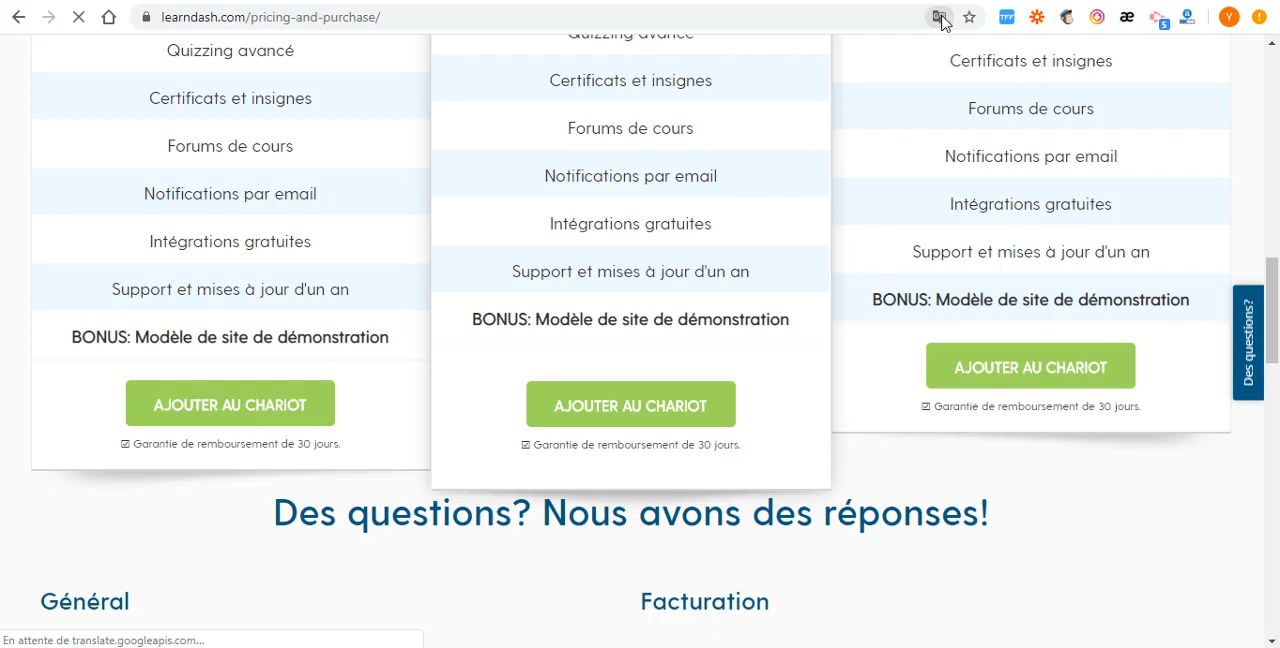 learndash.com/pricing-and-purchase/
TFF
æ
5
Y
Quizzing avancé
Certificats et insignes
Forums de cours
Notifications par email
Intégrations gratuites
Support et mises à jour d'un an
BONUS: Modèle de site de démonstration
AJOUTER AU CHARIOT
☑ Garantie de remboursement de 30 jours.
Quizzing avancé
Certificats et insignes
Forums de cours
Notifications par email
Intégrations gratuites
Support et mises à jour d'un an
BONUS: Modèle de site de démonstration
AJOUTER AU CHARIOT
☑ Garantie de remboursement de 30 jours.
Certificats et insignes
Forums de cours
Notifications par email
Intégrations gratuites
Support et mises à jour d'un an
BONUS: Modèle de site de démonstration
AJOUTER AU CHARIOT
☑ Garantie de remboursement de 30 jours.
Des questions?
Des questions? Nous avons des réponses!
Général
Facturation
En attente de translate.googleapis.com...